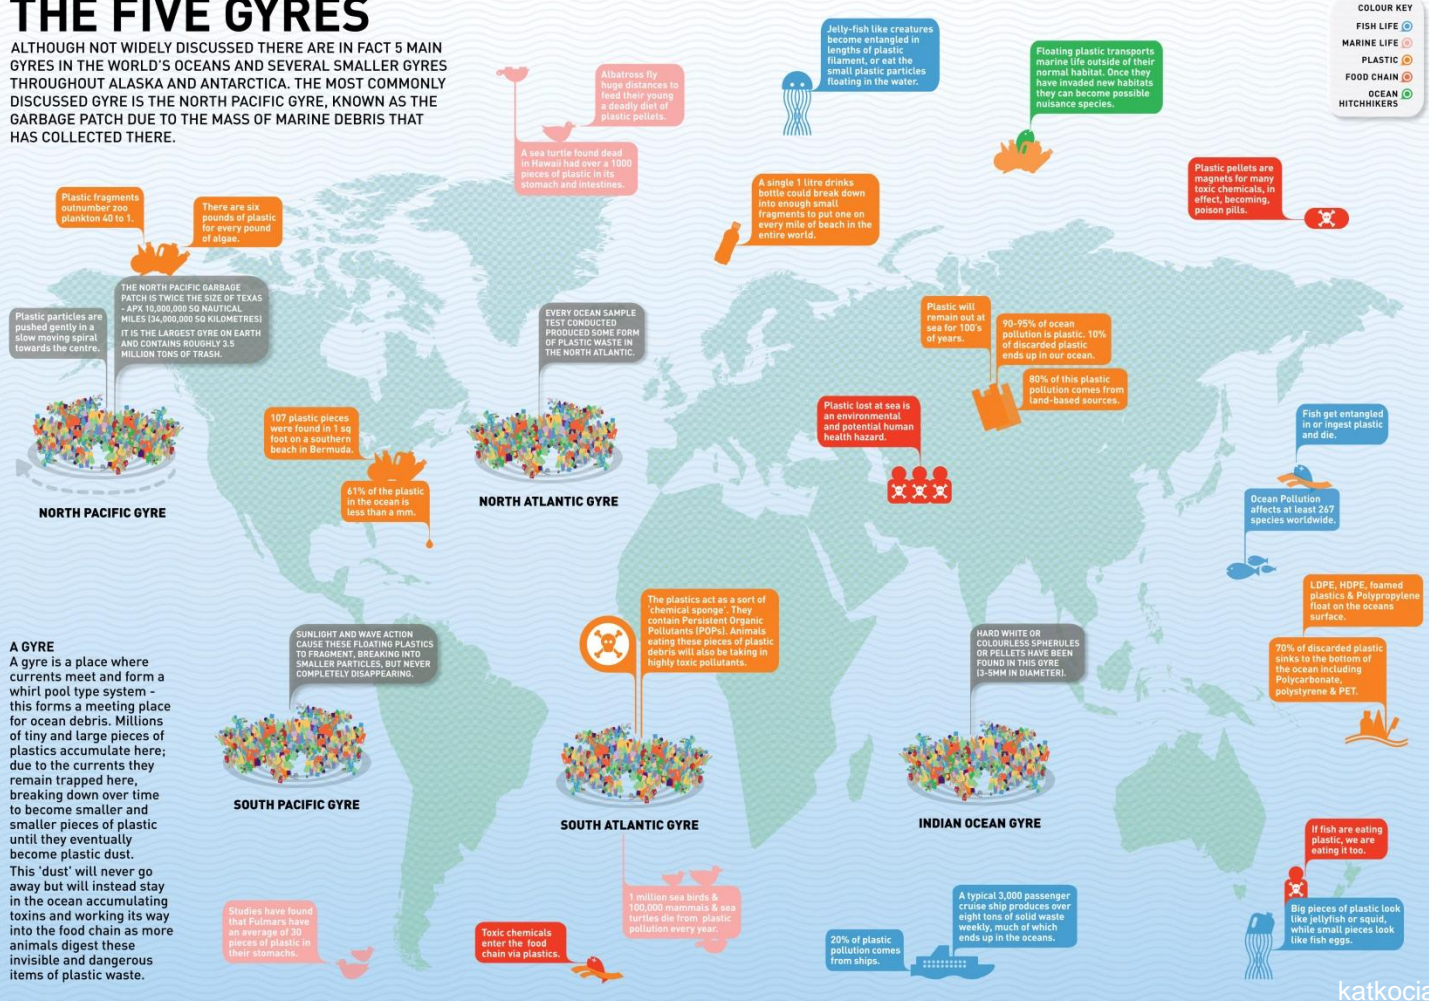 THE FIVE GYRES
ALTHOUGH NOT WIDELY DISCUSSED THERE ARE IN FACT 5 MAIN
GYRES IN THE WORLD'S OCEANS AND SEVERAL SMALLER GYRES
THROUGHOUT ALASKA AND ANTARCTICA. THE MOST COMMONLY
DISCUSSED GYRE IS THE NORTH PACIFIC GYRE, KNOWN AS THE
GARBAGE PATCH DUE TO THE MASS OF MARINE DEBRIS THAT
HAS COLLECTED THERE.
COLOUR KEY
FISH LIFE
MARINE LIFE
PLASTIC
FOOD CHAIN
OCEAN
HITCHHIKERS
Jelly-fish like creatures
become entangled in
lengths of plastic
filament, or eat the
small plastic particles
floating in the water.
Floating plastic transports
marine life outside of their
normal habitat. Once they
have invaded new habitats
they can become possible
nuisance species.
Albatross fly
huge distances to
feed their young
a deadly diet of
plastic pellets.
A sea turtle found dead
in Hawaii had over a 1000
pieces of plastic in its
stomach and intestines.
Plastic pellets are
magnets for many
toxic chemicals, in
effect, becoming,
poison pills.
A single 1 litre drinks
bottle could break down
into enough small
fragments to put one on
every mile of beach in the
entire world.
Plastic fragments
outnumber zoo
plankton 40 to 1.
There are six
pounds of plastic
for every pound
of algae.
THE NORTH PACIFIC GARBAGE
PATCH IS TWICE THE SIZE OF TEXAS
- APX 10,000,000 SQ NAUTICAL
MILES (34,000,000 SQ KILOMETRES)
IT IS THE LARGEST GYRE ON EARTH
AND CONTAINS ROUGHLY 3.5
MILLION TONS OF TRASH.
Plastic particles are
pushed gently in a
slow moving spiral
towards the centre.
EVERY OCEAN SAMPLE
TEST CONDUCTED
PRODUCED SOME FORM
OF PLASTIC WASTE IN
THE NORTH ATLANTIC.
Plastic will
remain out at
sea for 100's
of years.
90-95% of ocean
pollution is plastic. 10%
of discarded plastic
ends up in our ocean.
80% of this plastic
pollution comes from
land-based sources.
Plastic lost at sea is
an environmental
and potential human
health hazard.
107 plastic pieces
were found in 1 sq
foot on a southern
beach in Bermuda.
61% of the plastic
in the ocean is
less than a mm.
Fish get entangled
in or ingest plastic
and die.
Ocean Pollution
affects at least 267
species worldwide.
NORTH PACIFIC GYRE
NORTH ATLANTIC GYRE
LDPE, HDPE, foamed
plastics & Polypropylene
float on the oceans
surface.
70% of discarded plastic
sinks to the bottom of
the ocean including
Polycarbonate,
polystyrene & PET.
The plastics act as a sort of
'chemical sponge'. They
contain Persistent Organic
Pollutants (POPs). Animals
eating these pieces of plastic
debris will also be taking in
highly toxic pollutants.
SUNLIGHT AND WAVE ACTION
CAUSE THESE FLOATING PLASTICS
TO FRAGMENT, BREAKING INTO
SMALLER PARTICLES, BUT NEVER
COMPLETELY DISAPPEARING.
HARD WHITE OR
COLOURLESS SPHERULES
OR PELLETS HAVE BEEN
FOUND IN THIS GYRE
(3-5MM IN DIAMETER).
A GYRE
A gyre is a place where
currents meet and form a
whirl pool type system -
this forms a meeting place
for ocean debris. Millions
of tiny and large pieces of
plastics accumulate here;
due to the currents they
remain trapped here,
breaking down over time
to become smaller and
smaller pieces of plastic
until they eventually
become plastic dust.
This 'dust' will never go
away but will instead stay
in the ocean accumulating
toxins and working its way
into the food chain as more
animals digest these
invisible and dangerous
items of plastic waste.
SOUTH PACIFIC GYRE
SOUTH ATLANTIC GYRE
INDIAN OCEAN GYRE
If fish are eating
plastic, we are
eating it too.
Big pieces of plastic look
like jellyfish or squid,
while small pieces look
like fish eggs.
A typical 3,000 passenger
cruise ship produces over
eight tons of solid waste
weekly, much of which
ends up in the oceans.
20% of plastic
pollution comes
from ships.
1 million sea birds &
100,000 mammals & sea
turtles die from plastic
pollution every year.
Toxic chemicals
enter the food
chain via plastics.
Studies have found
that Fulmars have
an average of 30
pieces of plastic in
their stomachs.
katkocia